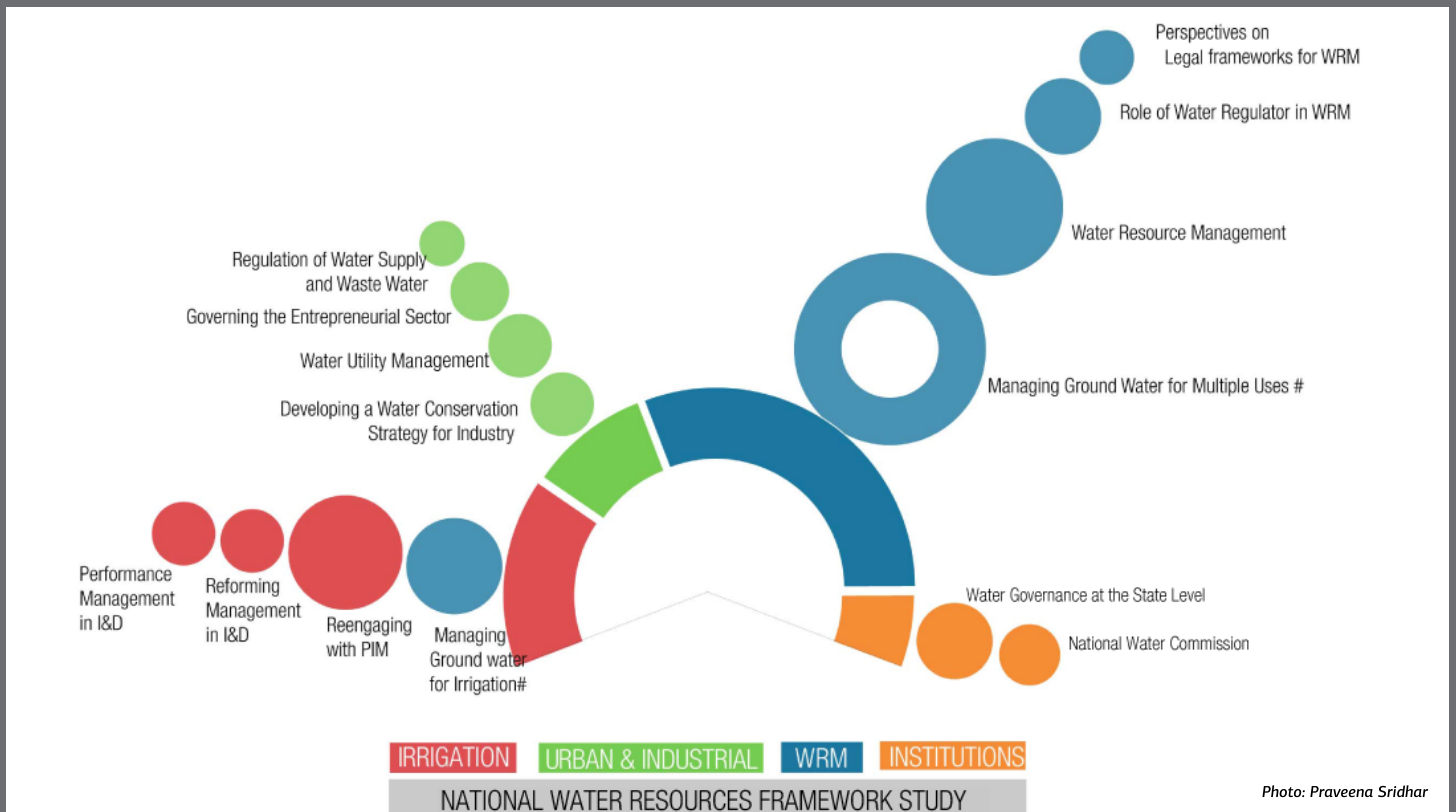 Perspectives on
Legal frameworks for WRM
Role of Water Regulator in WRM
Water Resource Management
Managing Ground Water for Multiple Uses #
Regulation of Water Supply
and Waste Water
Governing the Entrepreneurial Sector
Water Utility Management
Developing a Water Conservation
Strategy for Industry
Performance
Management
in I&D
Reforming
Management
in I&D
Reengaging
with PIM
Managing
Ground water
for Irrigation#
Water Governance at the State Level
National Water Commission
IRRIGATION
URBAN & INDUSTRIAL
WRM
INSTITUTIONS
NATIONAL WATER RESOURCES FRAMEWORK STUDY
Photo: Praveena Sridhar